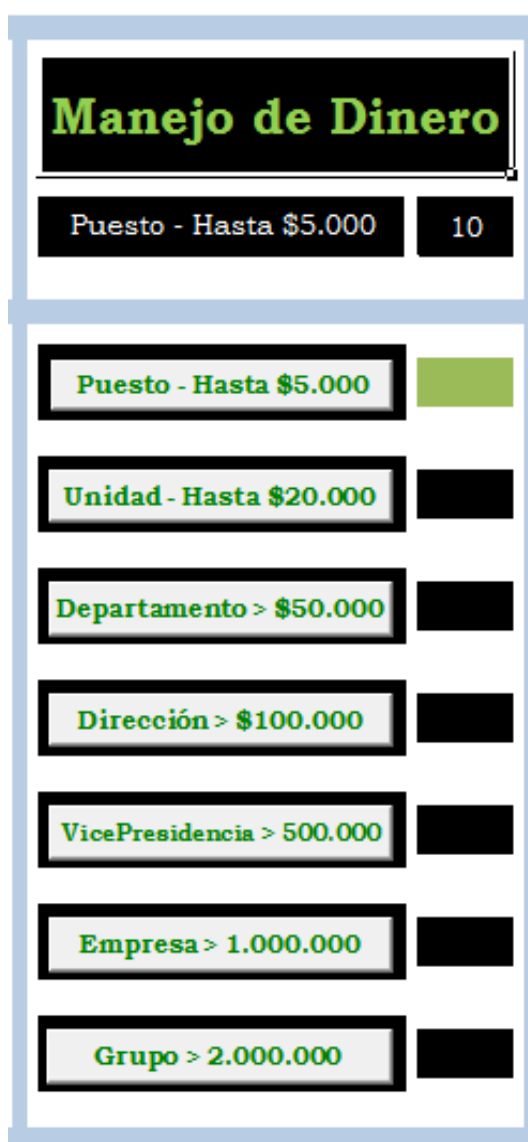 Manejo de Dinero
Puesto - Hasta $5.000 10
Puesto - Hasta $5.000
Unidad - Hasta $20.000
Departamento > $50.000
Dirección > $100.000
VicePresidencia > 500.000
Empresa > 1.000.000
Grupo > 2.000.000